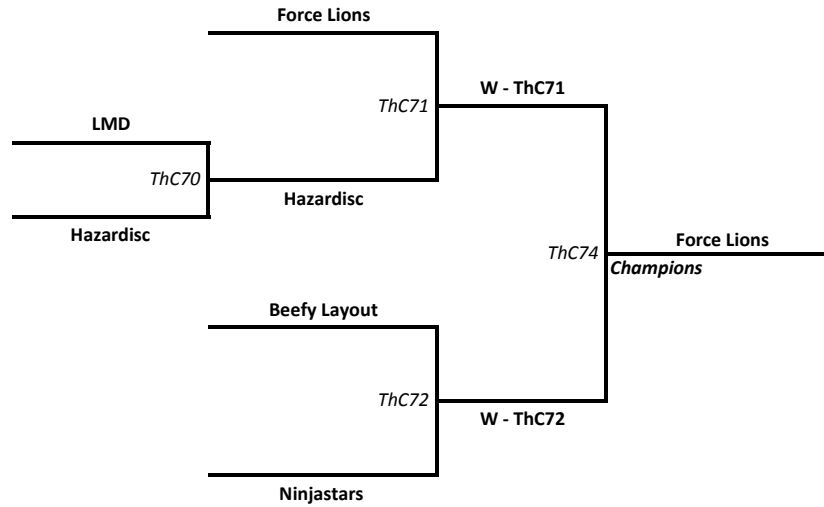 Force Lions
ThC71
W - ThC71
LMD
ThC70
Hazardisc
Hazardisc
ThC74
Force Lions
Champions
Beefy Layout
ThC72
W - ThC72
Ninjastars